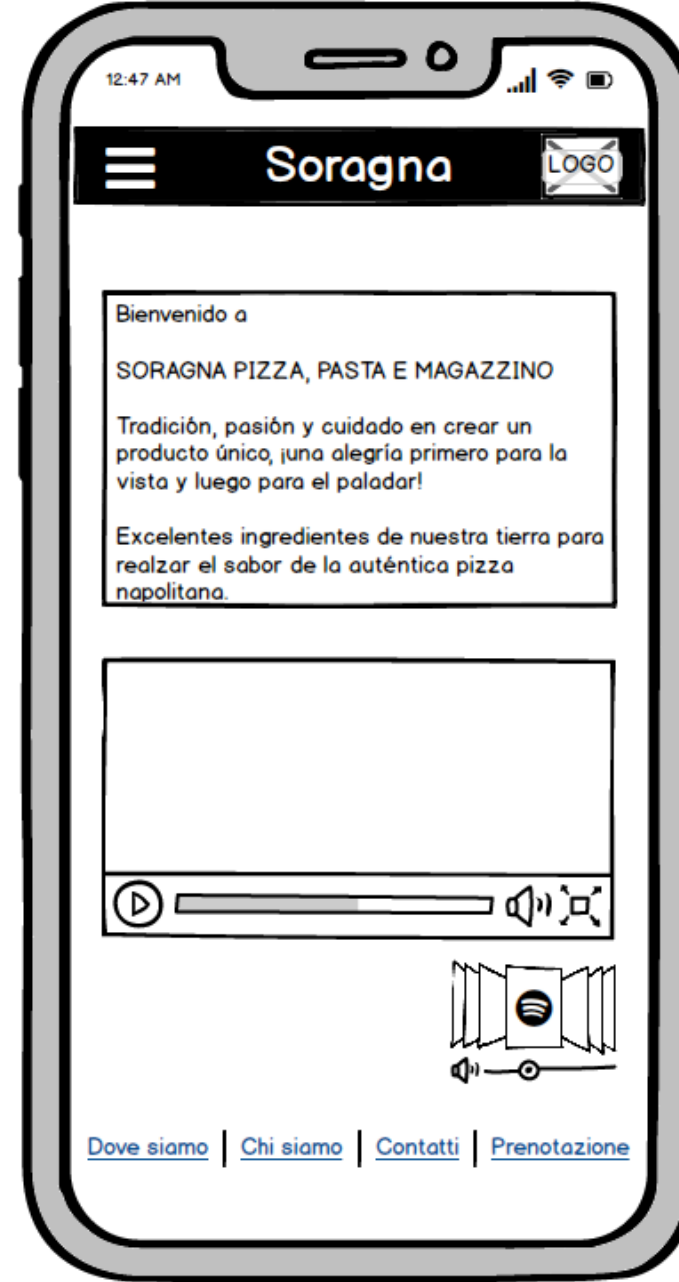 12:47 AM
Soragna
LOGO
Bienvenido a
SORAGNA PIZZA, PASTA E MAGAZZINO
Tradición, pasión y cuidado en crear un
producto único, ¡una alegría primero para la
vista y luego para el paladar!
Excelentes ingredientes de nuestra tierra para
realzar el sabor de la auténtica pizza
napolitana.
Dove siamo | Chi siamo | Contatti | Prenotazione